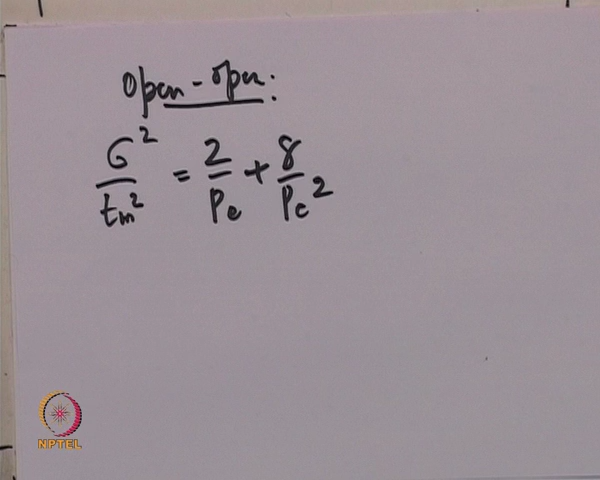 open-open:
σ²/tm² = 2/Pe + 8/Pe²
NPTEL